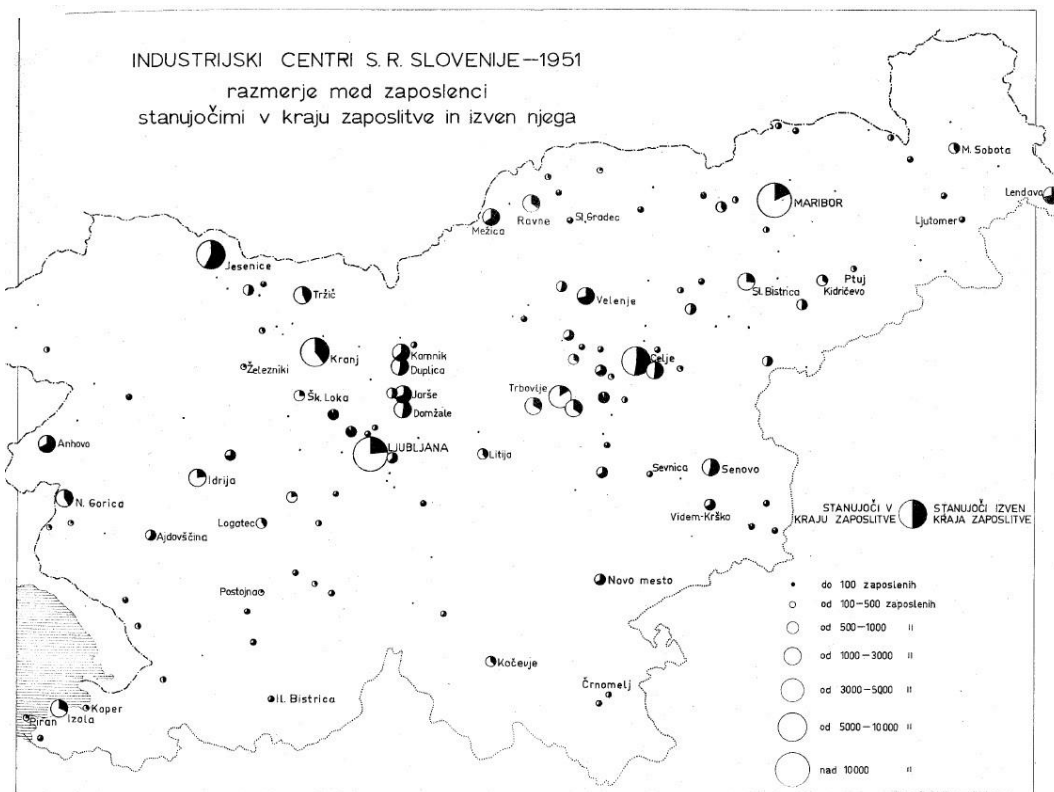 INDUSTRIJSKI CENTRI S. R. SLOVENIJE—1951
razmerje med zaposlenci
stanujočimi v kraju zaposlitve in izven njega
M. Sobota
Lendava
MARIBOR
Ravne
Sl. Gradec
Mežica
Ljutomer
Jesenice
Ptuj
Tržič
Velenje
Sl. Bistrica
Kidričevo
Kranj
Kamnik
Celje
Duplica
Železniki
Trbovlje
Šk. Loka
Jarše
Domžale
Anhovo
LJUBLJANA
Litija
Idrija
Sevnica
Senovo
N. Gorica
Videm-Krško
STANUJOČI V
KRAJU ZAPOSLITVE
STANUJOČI IZVEN
KRAJA ZAPOSLITVE
Logatec
Ajdovščina
Postojna
Novo mesto
do 100 zaposlenih
od 100—500 zaposlenih
od 500—1000 "
od 1000—3000 "
od 3000—5000 "
od 5000—10000 "
nad 10000 "
Kočevje
Črnomelj
Il. Bistrica
Koper
Izola
Piran